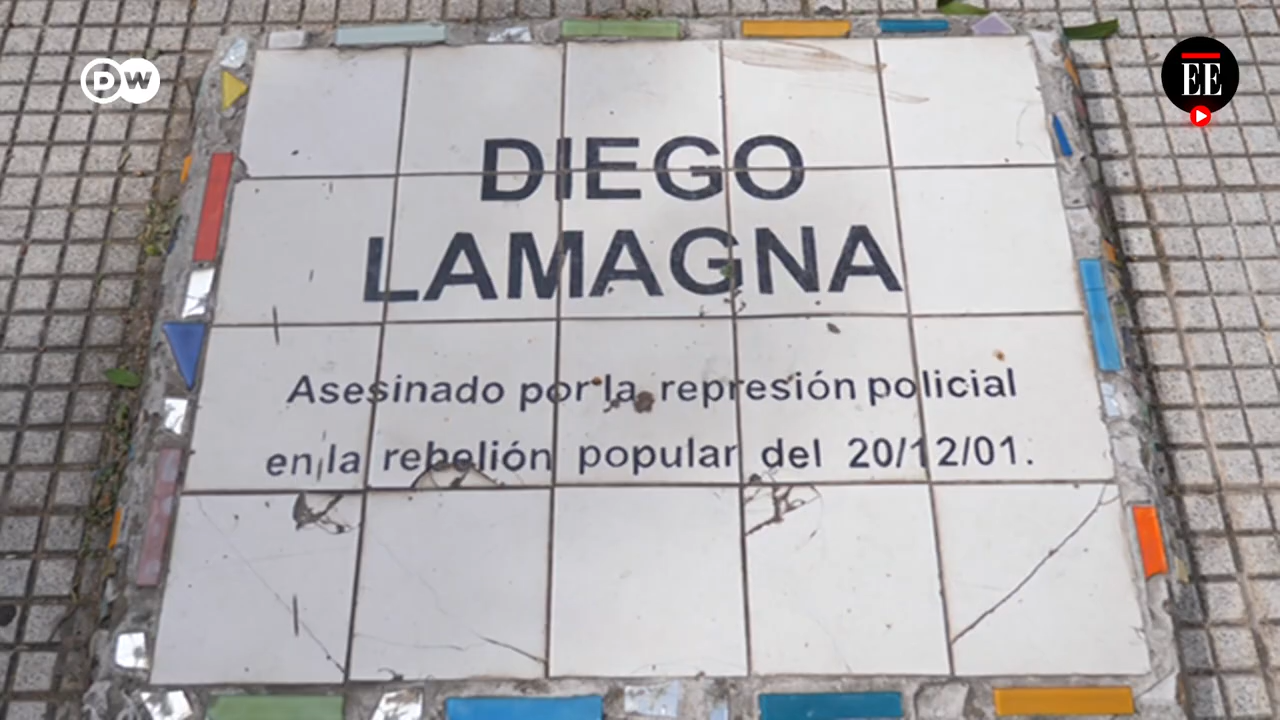 DW
EE
DIEGO
LAMAGNA
Asesinado por la represión policial
en la rebelión popular del 20/12/01.